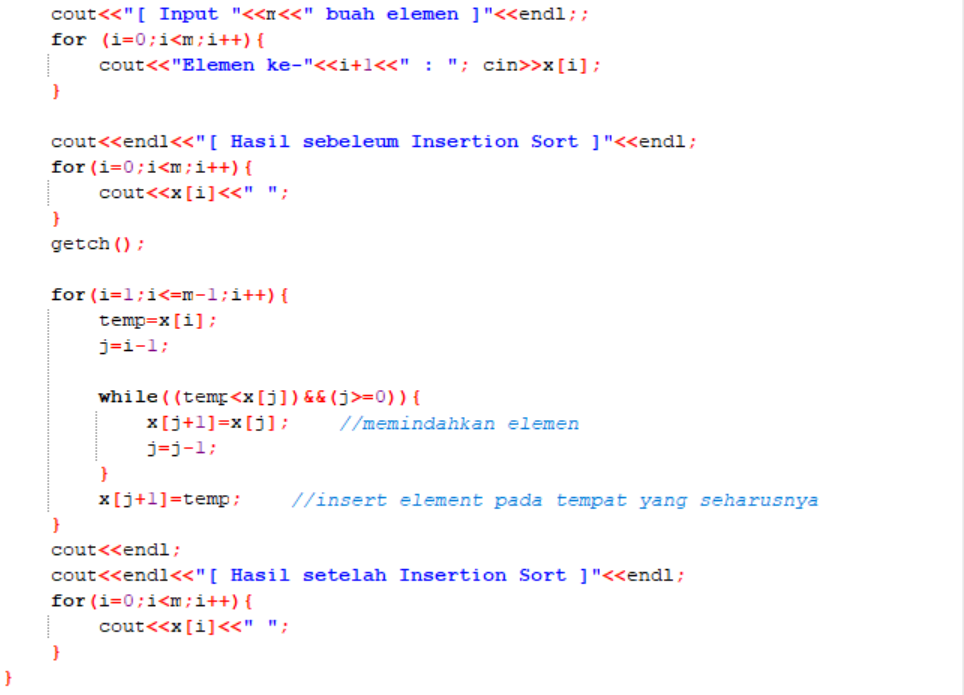 cout<<"[ Input "<<m<<" buah elemen ]"<<endl;;
for (i=0;i<m;i++){
cout<<"Elemen ke-"<<i+1<<" : "; cin>>x[i];
}
cout<<endl<<"[ Hasil sebeleum Insertion Sort ]"<<endl;
for(i=0;i<m;i++){
cout<<x[i]<<" ";
}
getch();
for(i=1;i<=m-1;i++){
temp=x[i];
j=i-1;
while((temp<x[j])&&(j>=0)){
x[j+1]=x[j]; //memindahkan elemen
j=j-1;
}
x[j+1]=temp; //insert element pada tempat yang seharusnya
}
cout<<endl;
cout<<endl<<"[ Hasil setelah Insertion Sort ]"<<endl;
for(i=0;i<m;i++){
cout<<x[i]<<" ";
}
}